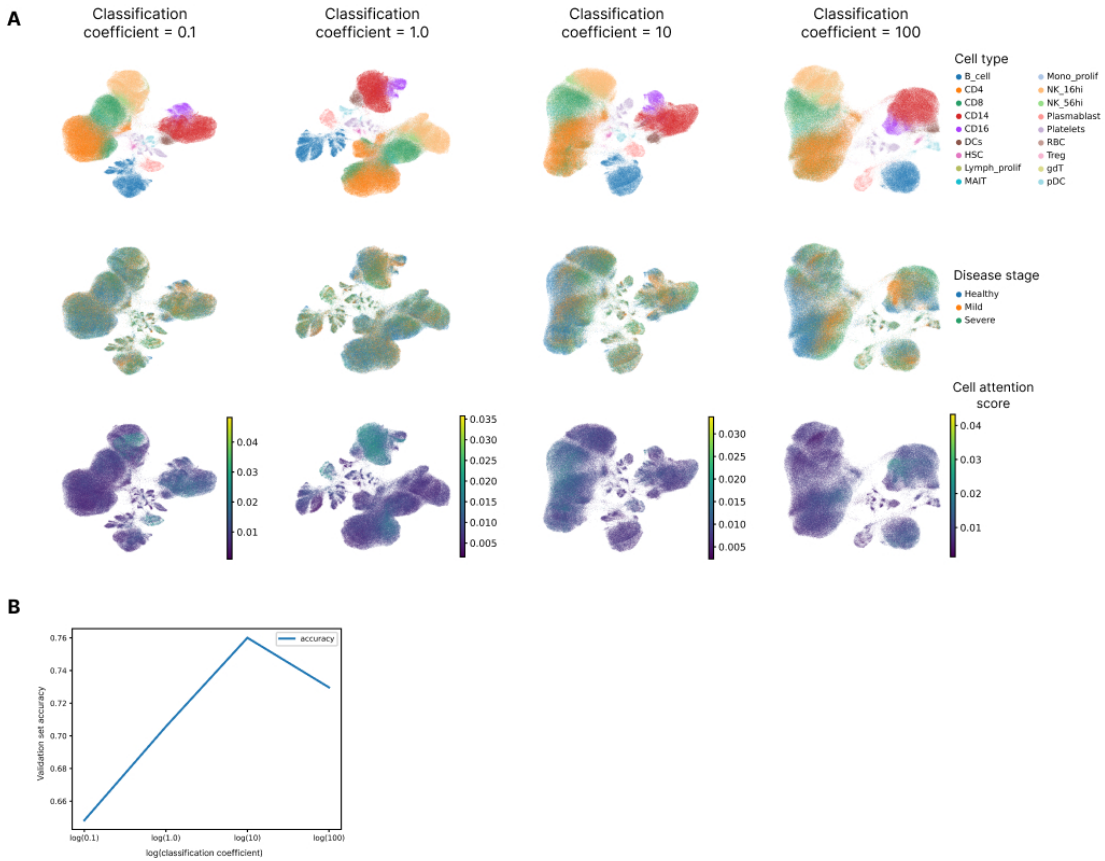 A
Classification
coefficient = 0.1
Classification
coefficient = 1.0
Classification
coefficient = 10
Classification
coefficient = 100
Cell type
B_cell
CD4
CD8
CD14
CD16
DCs
HSC
Lymph_prolif
MAIT
Mono_prolif
NK_16hi
NK_56hi
Plasmablast
Platelets
RBC
Treg
gdT
pDC
Disease stage
Healthy
Mild
Severe
Cell attention
score
0.04
0.03
0.02
0.01
0.035
0.030
0.025
0.020
0.015
0.010
0.005
0.030
0.025
0.020
0.015
0.010
0.005
0.04
0.03
0.02
0.01
B
accuracy
Validation set accuracy
0.76
0.74
0.72
0.70
0.68
0.66
log(0.1)
log(1.0)
log(10)
log(100)
log(classification coefficient)